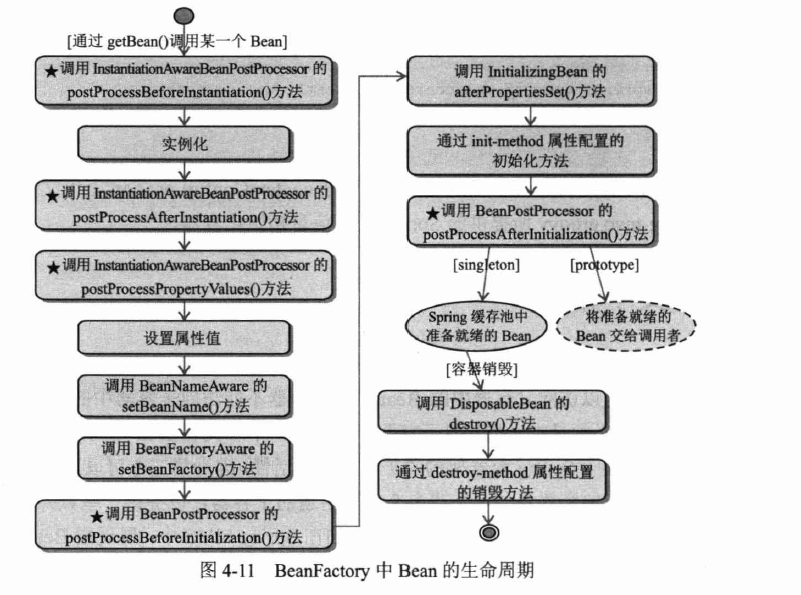 [通过 getBean()调用某一个 Bean]
★调用 InstantiationAwareBeanPostProcessor 的
postProcessBeforeInstantiation()方法
实例化
★调用 InstantiationAwareBeanPostProcessor 的
postProcessAfterInstantiation()方法
★调用 InstantiationAwareBeanPostProcessor 的
postProcessPropertyValues()方法
设置属性值
调用 BeanNameAware 的
setBeanName()方法
调用 BeanFactoryAware 的
setBeanFactory()方法
★调用 BeanPostProcessor 的
postProcessBeforeInitialization()方法
调用 InitializingBean 的
afterPropertiesSet()方法
通过 init-method 属性配置的
初始化方法
★调用 BeanPostProcessor 的
postProcessAfterInitialization()方法
[singleton]
[prototype]
Spring 缓存池中
准备就绪的 Bean
将准备就绪的
Bean 交给调用者
[容器销毁]
调用 DisposableBean 的
destroy()方法
通过 destroy-method 属性配置
的销毁方法
图 4-11 BeanFactory 中 Bean 的生命周期